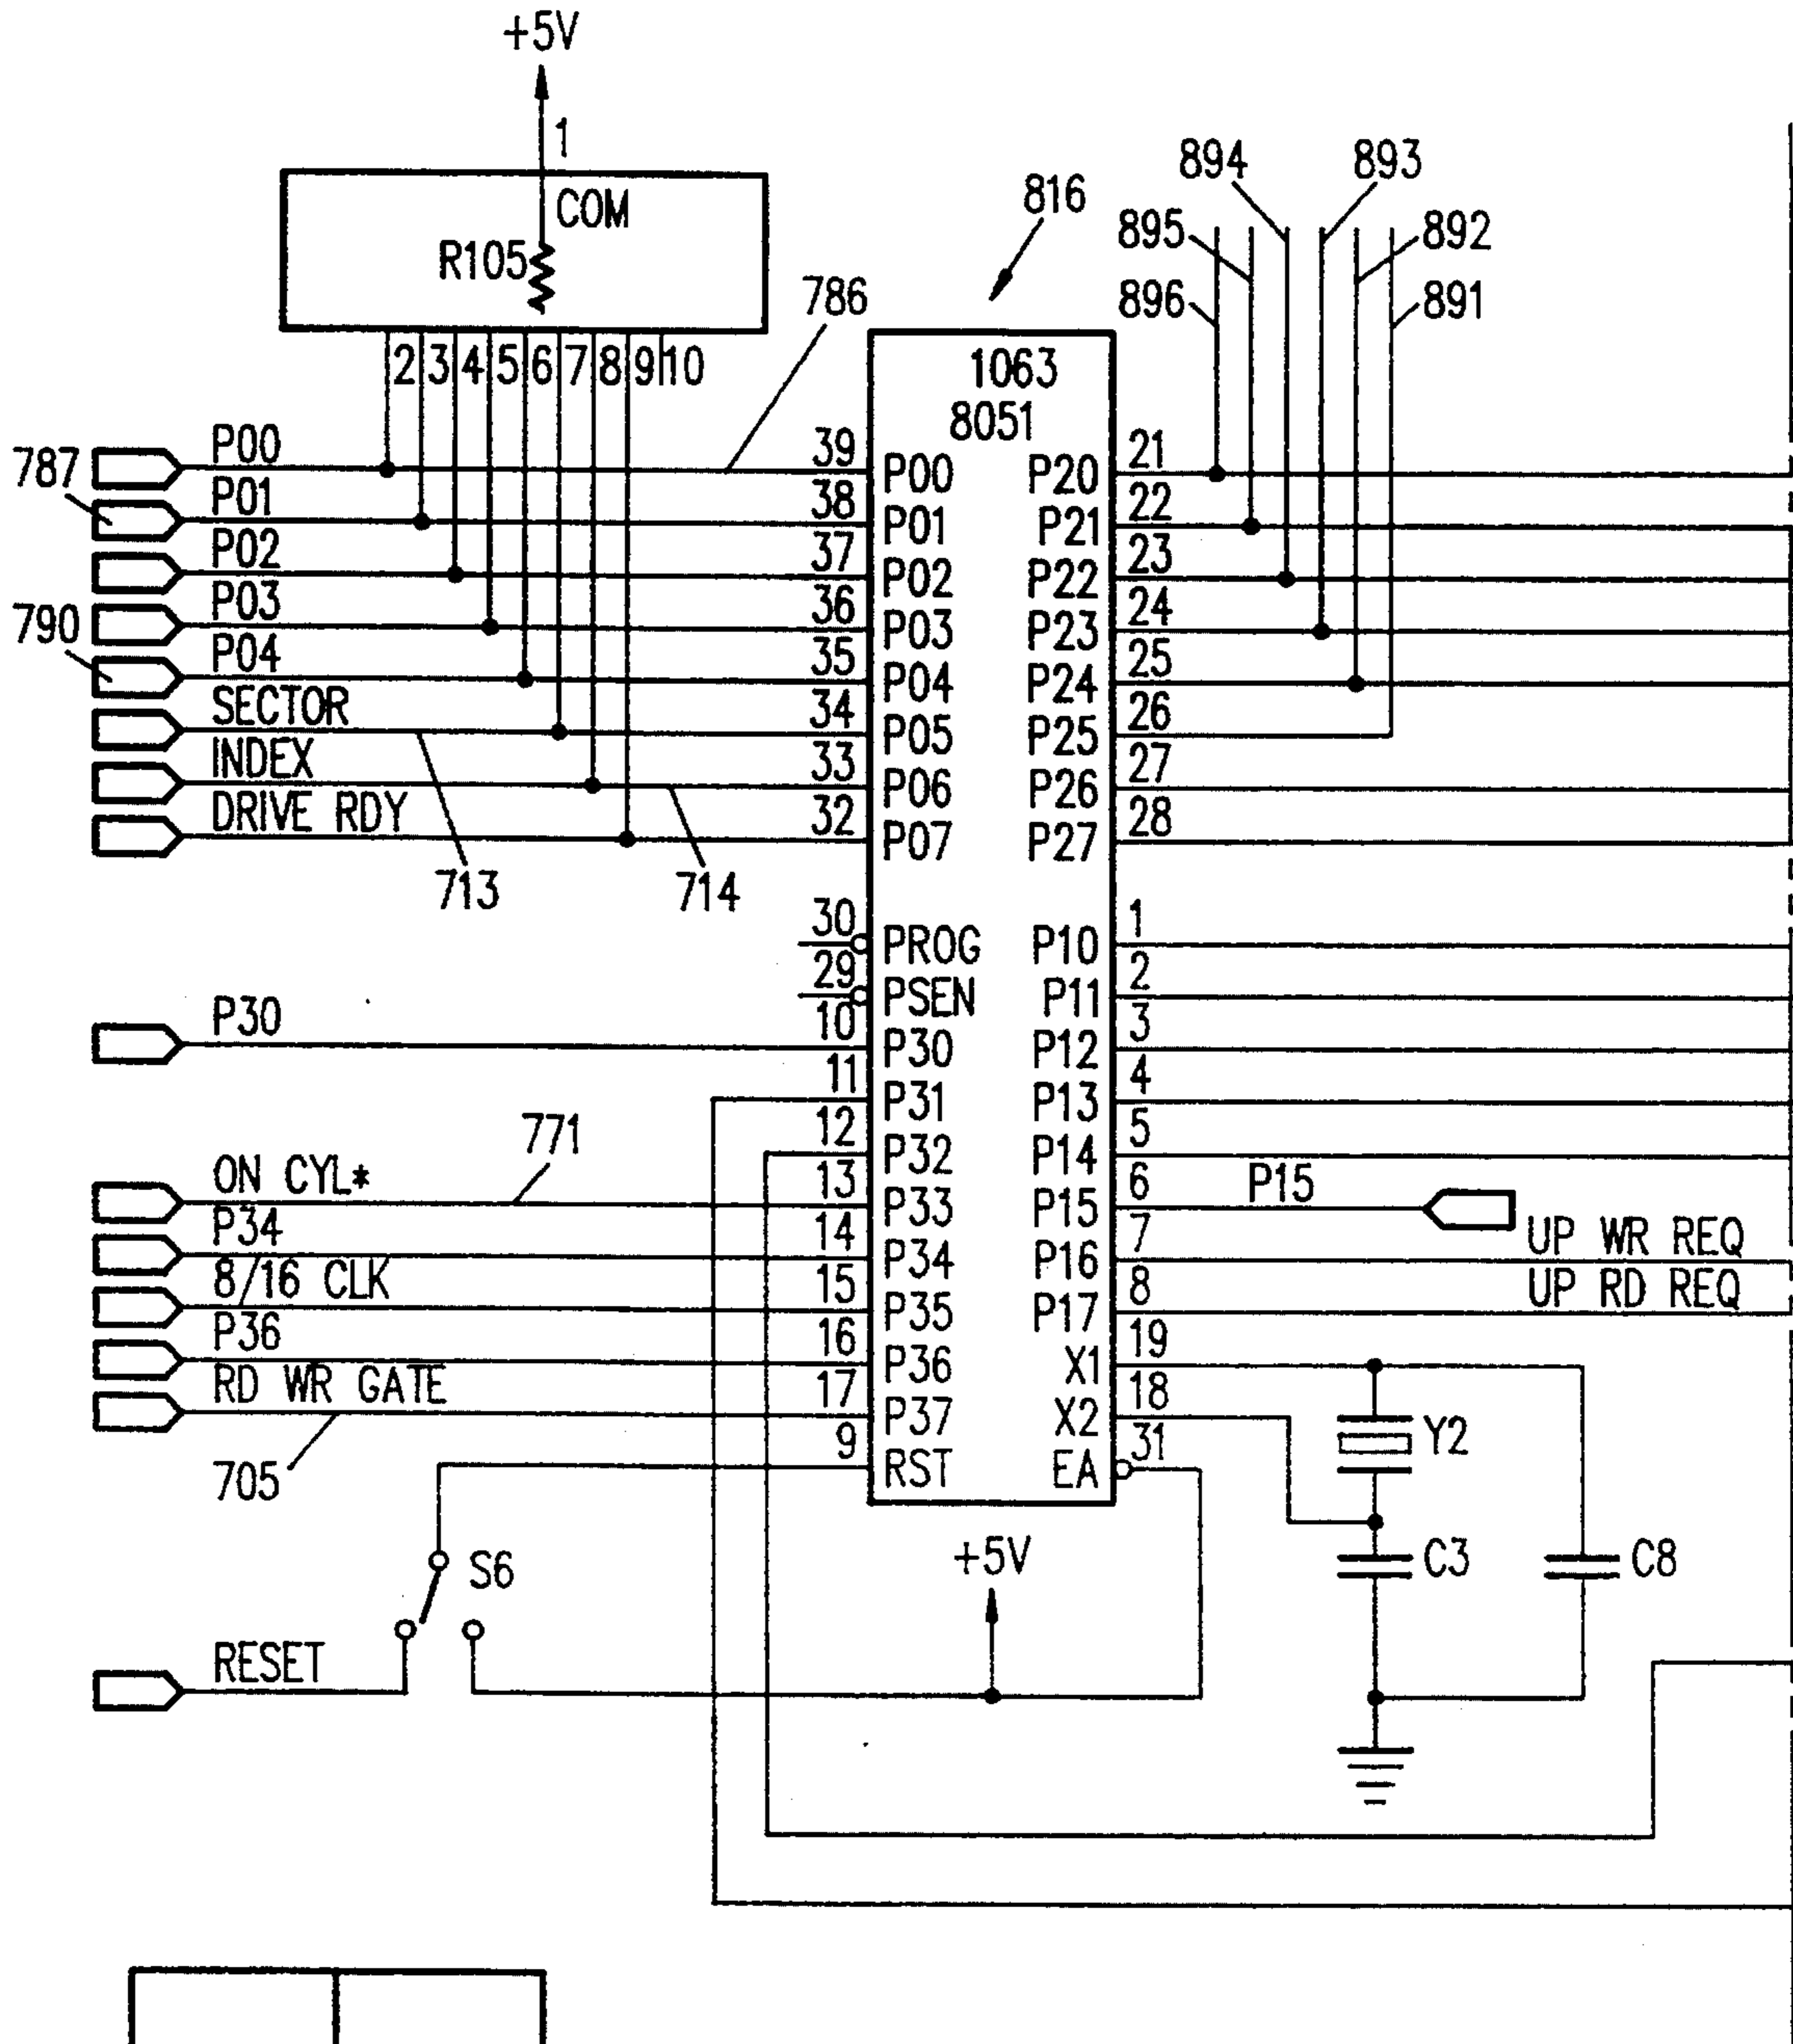 +5V
1
COM
R105
2 3 4 5 6 7 8 9 10
786
816
894
893
895
892
896
891
1063
8051
787
790
P00 39 P00 P20 21
P01 38 P01 P21 22
P02 37 P02 P22 23
P03 36 P03 P23 24
P04 35 P04 P24 25
SECTOR 34 P05 P25 26
INDEX 33 P06 P26 27
DRIVE RDY 32 P07 P27 28
713
714
30 PROG P10 1
29 PSEN P11 2
P30 10 P30 P12 3
11 P31 P13 4
771
12 P32 P14 5
ON CYL* 13 P33 P15 6 P15
P34 14 P34 P16 7 UP WR REQ
8/16 CLK 15 P35 P17 8 UP RD REQ
P36 16 P36 X1 19
RD WR GATE 17 P37 X2 18
705
9 RST EA 31
Y2
S6
+5V
C3
C8
RESET